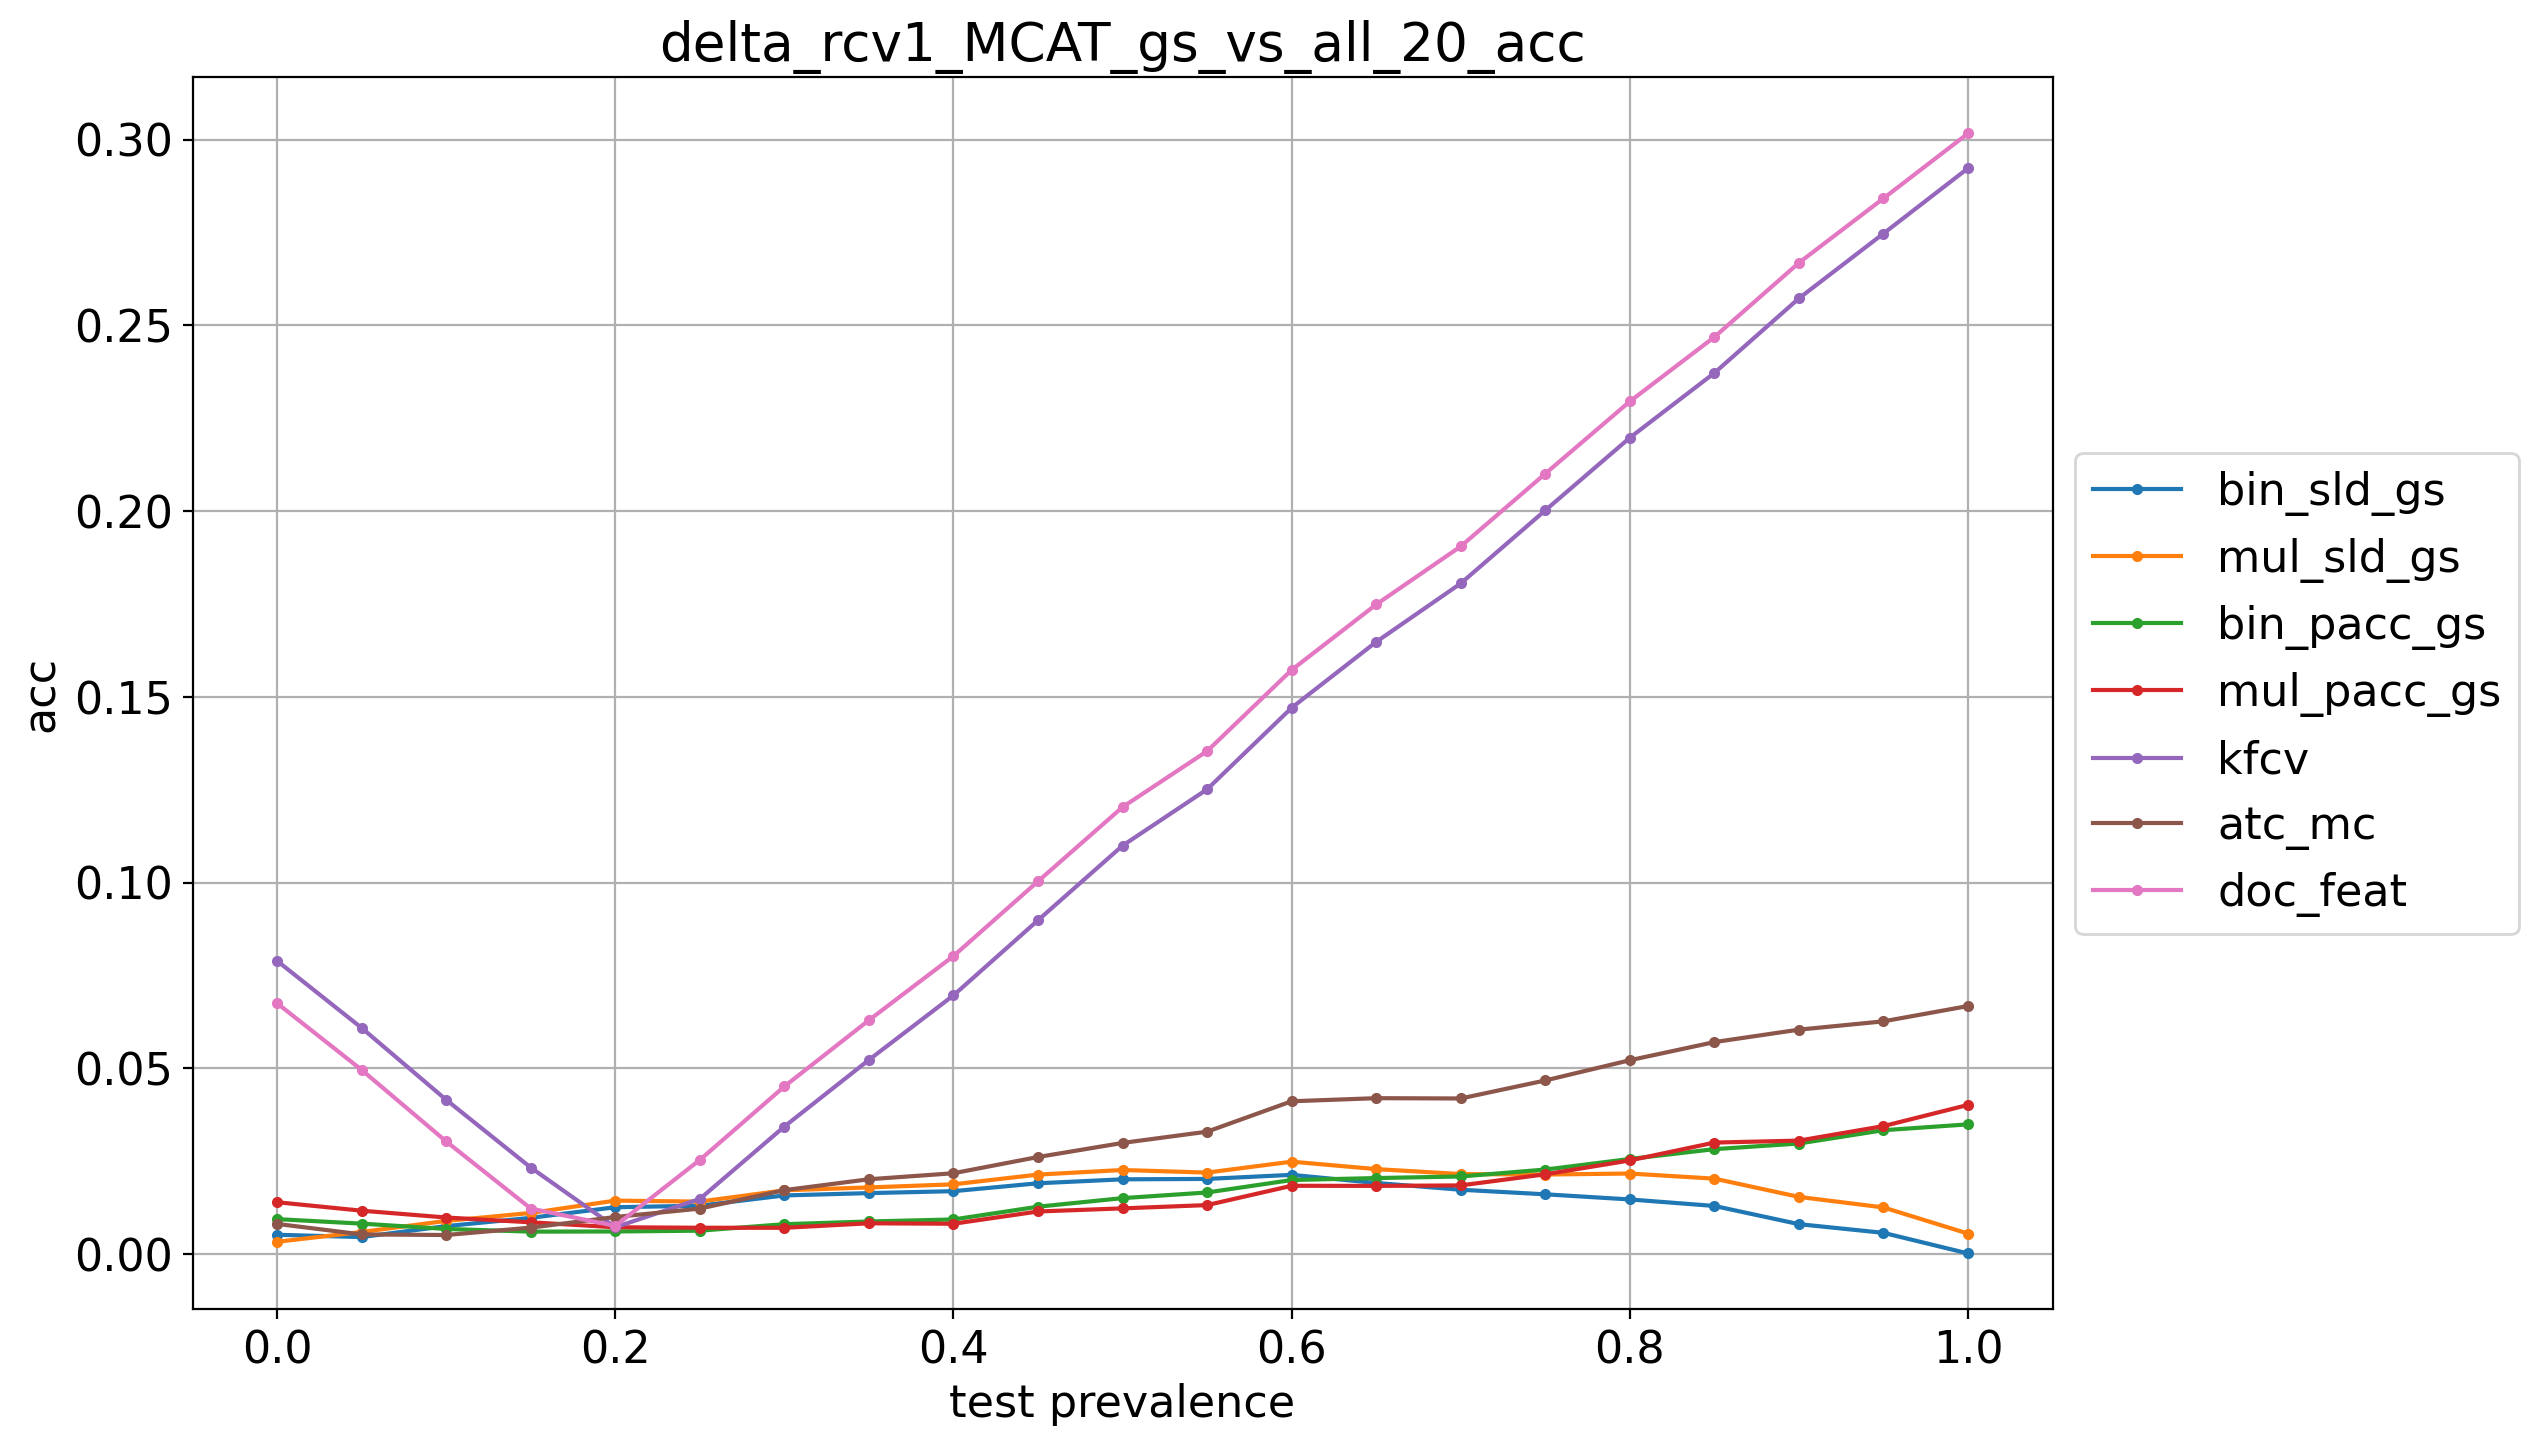 delta_rcv1_MCAT_gs_vs_all_20_acc
0.30
0.25
0.20
0.15
0.10
0.05
0.00
acc
0.0 0.2 0.4 0.6 0.8 1.0
test prevalence
bin_sld_gs
mul_sld_gs
bin_pacc_gs
mul_pacc_gs
kfcv
atc_mc
doc_feat